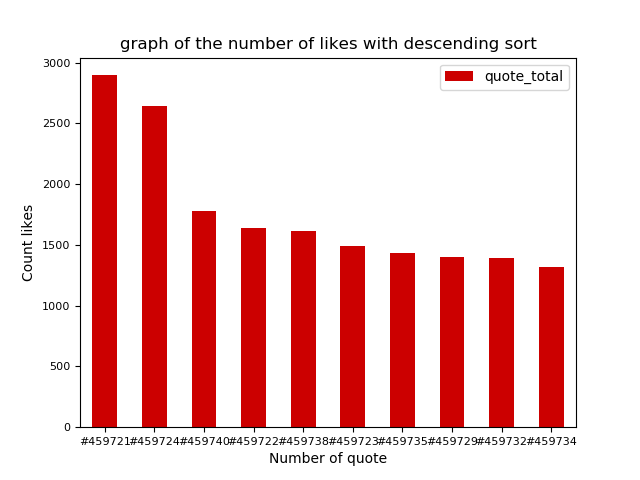 graph of the number of likes with descending sort
quote_total
3000
2500
2000
1500
1000
500
0
Count likes
#459721 #459724 #459740 #459722 #459738 #459723 #459735 #459729 #459732 #459734
Number of quote